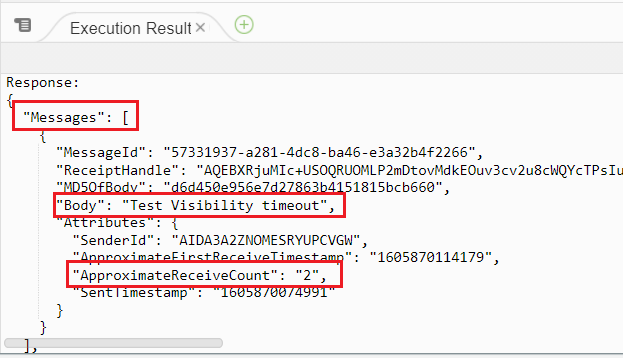 Execution Result
Response:
{
"Messages": [
{
"MessageId": "57331937-a281-4dc8-ba46-e3a32b4f2266",
"ReceiptHandle": "AQEBXRjuMIc+USOQRUOMLP2mDtovMdkEOuv3cv2u8cWQYcTPsIu
"MD5OfBody": "d6d450e956e7d27863b4151815bcb660",
"Body": "Test Visibility timeout",
"Attributes": {
"SenderId": "AIDA3A2ZNOMESRYUPCVGW",
"ApproximateFirstReceiveTimestamp": "1605870114179",
"ApproximateReceiveCount": "2",
"SentTimestamp": "1605870074991"
}
}
],